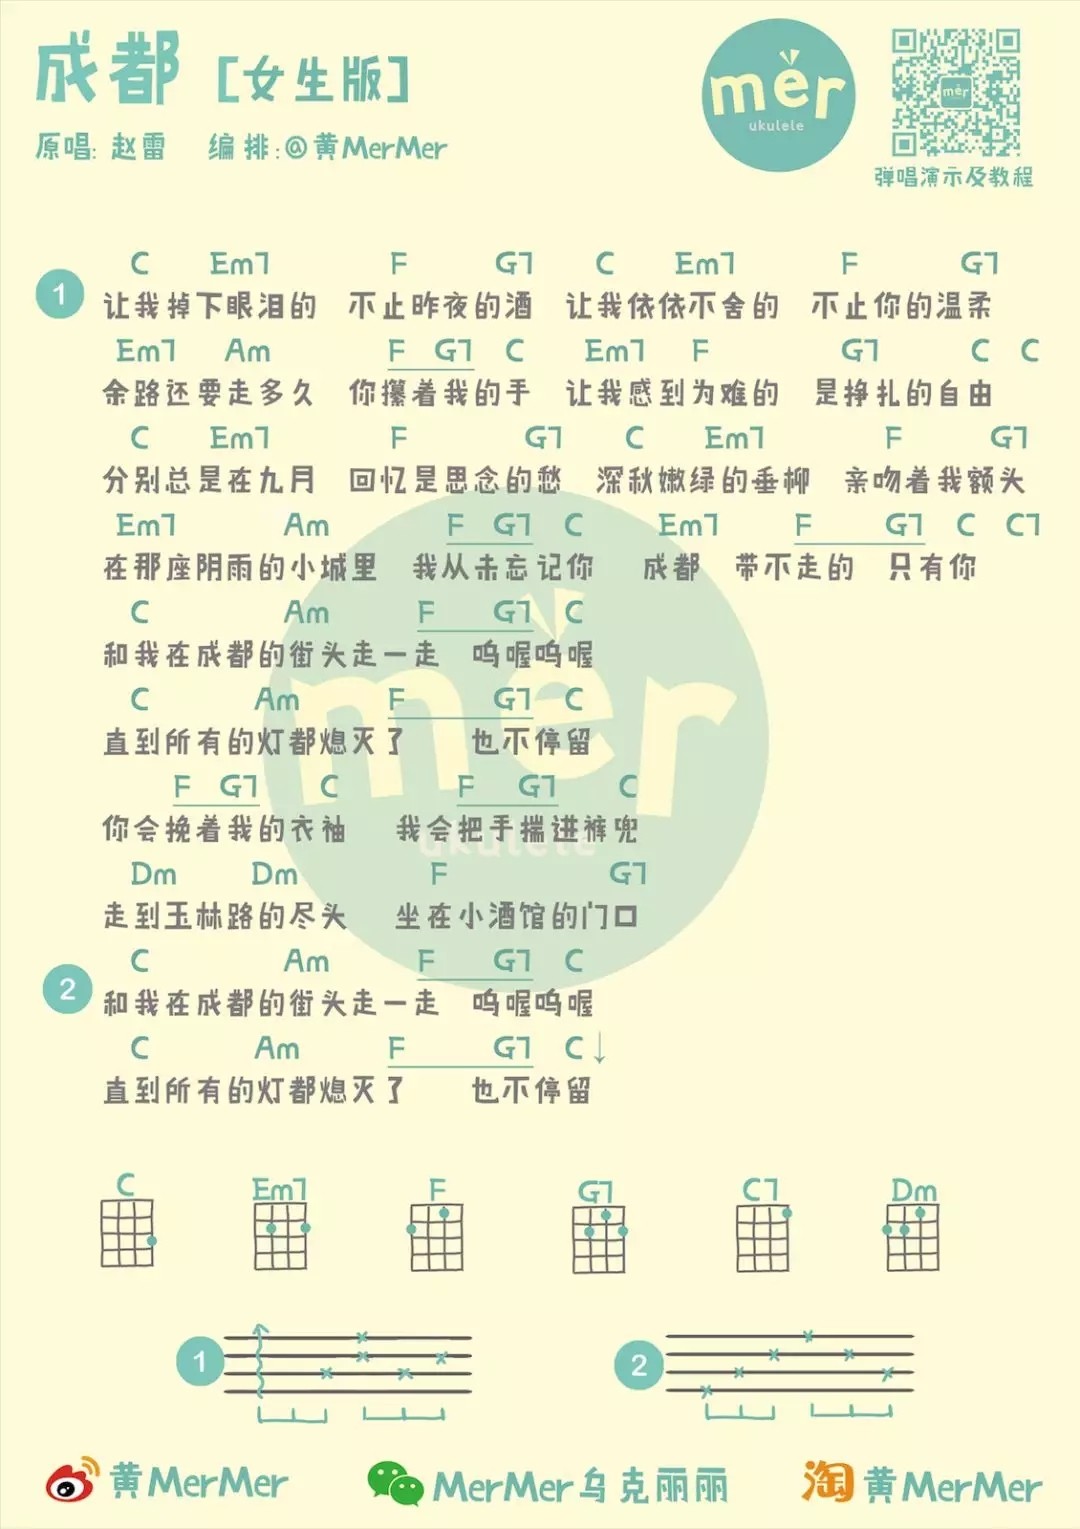 成都 [女生版]
原唱: 赵雷 编排:@黄MerMer
mer
ukulele
mer
弹唱演示及教程
C Em7 F G7 C Em7 F G7
1 让我掉下眼泪的 不止昨夜的酒 让我依依不舍的 不止你的温柔
Em7 Am F G7 C Em7 F G7 C C
余路还要走多久 你攥着我的手 让我感到为难的 是挣扎的自由
C Em7 F G7 C Em7 F G7
分别总是在九月 回忆是思念的愁 深秋嫩绿的垂柳 亲吻着我额头
Em7 Am F G7 C Em7 F G7 C C7
在那座阴雨的小城里 我从未忘记你 成都 带不走的 只有你
C Am F G7 C
和我在成都的街头走一走 呜喔呜喔
C Am F G7 C
直到所有的灯都熄灭了 也不停留
F G7 C F G7 C
你会挽着我的衣袖 我会把手揣进裤兜
Dm Dm F G7
走到玉林路的尽头 坐在小酒馆的门口
C Am F G7 C
2 和我在成都的街头走一走 呜喔呜喔
C Am F G7 C↓
直到所有的灯都熄灭了 也不停留
mer
ukulele
C Em7 F G7 C7 Dm
1 2
黄MerMer MerMer乌克丽丽 淘 黄MerMer